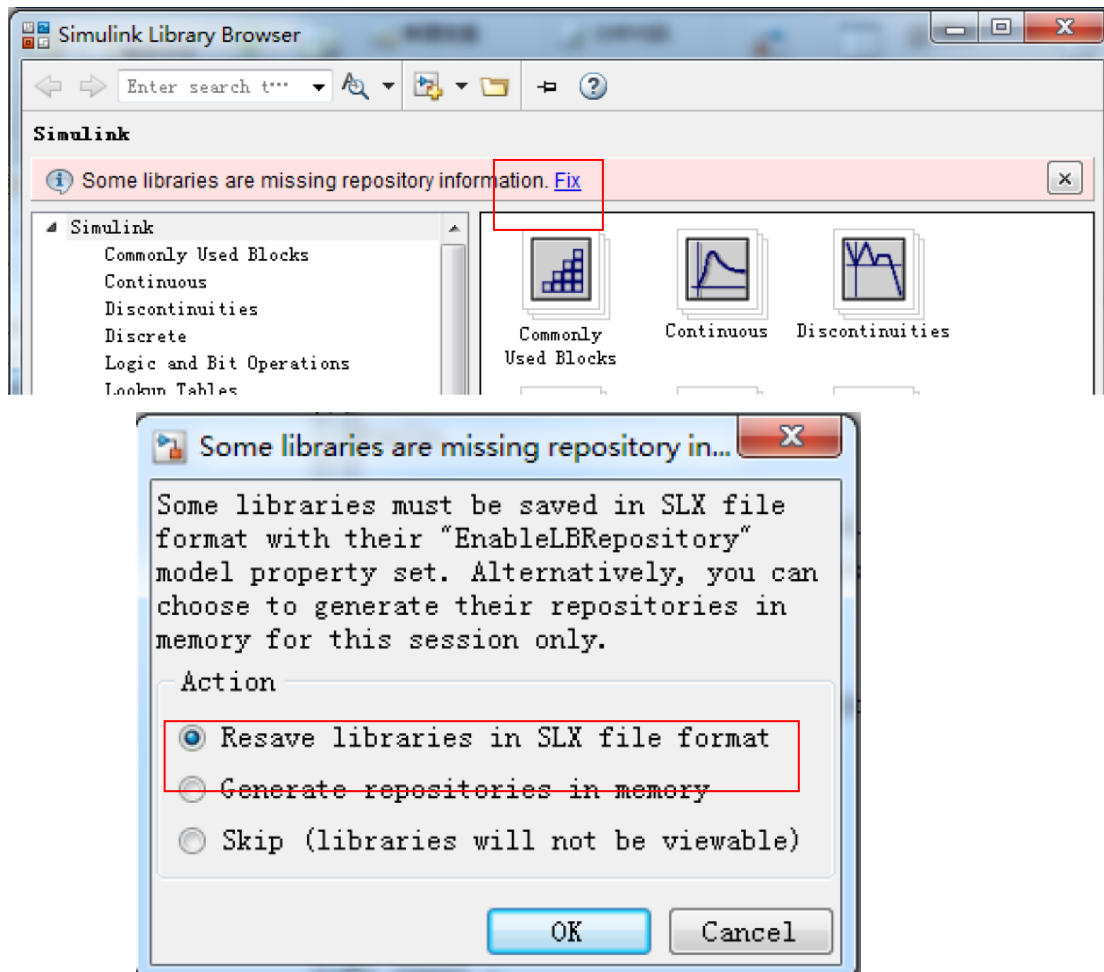 Simulink Library Browser
Enter search t…
Simulink
Some libraries are missing repository information. Fix
Simulink
Commonly Used Blocks
Continuous
Discontinuities
Discrete
Logic and Bit Operations
Lookup Tables
Commonly
Used Blocks
Continuous
Discontinuities
Some libraries are missing repository in...
Some libraries must be saved in SLX file
format with their "EnableLBRepository"
model property set. Alternatively, you can
choose to generate their repositories in
memory for this session only.
Action
Resave libraries in SLX file format
Generate repositories in memory
Skip (libraries will not be viewable)
OK
Cancel